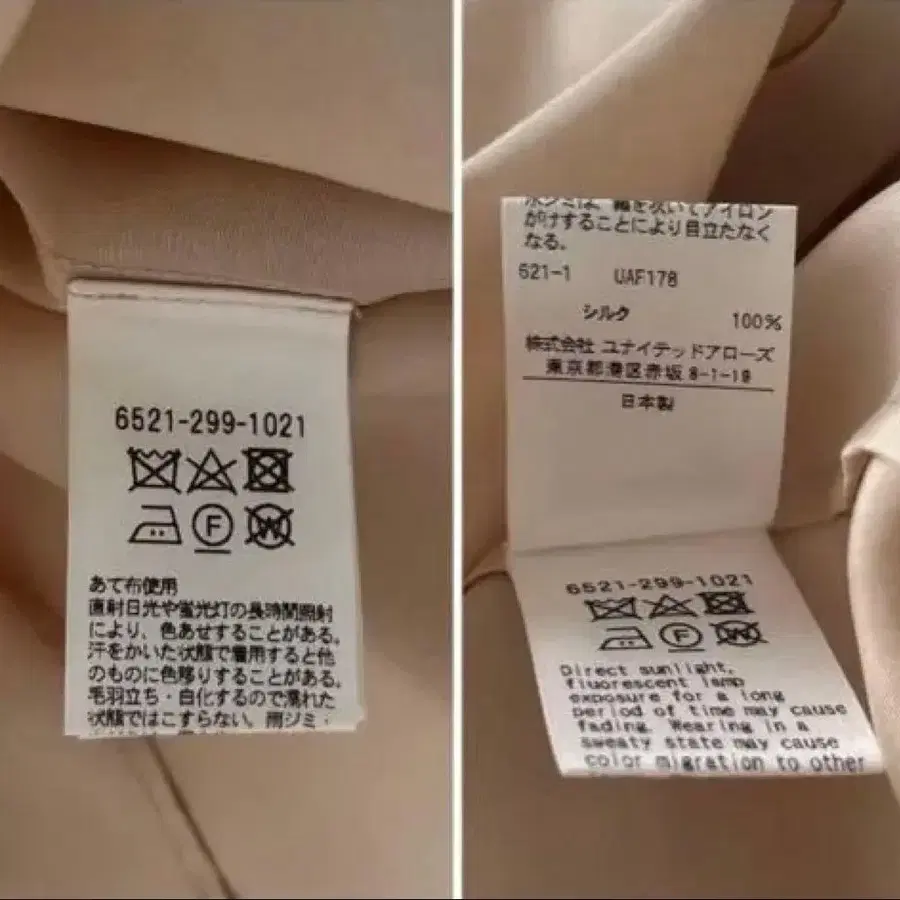 6521-299-1021
F
W
あて布使用
直射日光や蛍光灯の長時間照射
により、色あせすることがある。
汗をかいた状態で着用すると他
のものに色移りすることがある。
毛羽立ち・白化するので濡れた
状態ではこすらない。雨ジミ・
がけすることにより目立たなく
なる。
621-1 UAF178
シルク 100%
株式会社 ユナイテッドアローズ
東京都港区赤坂 8-1-19
日本製
6521-299-1021
F
W
Direct sunlight,
fluorescent lamp
exposure for a long
period of time may cause
fading. Wearing in a
sweaty state may cause
color migration to other